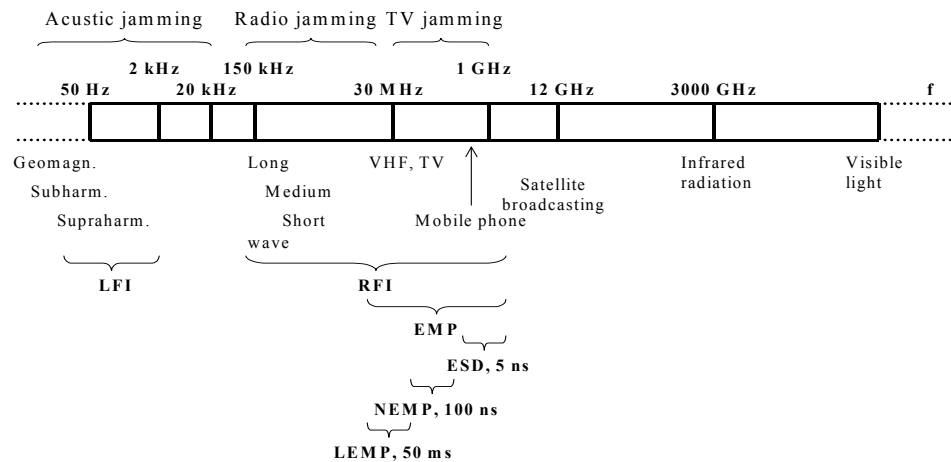 Acustic jamming Radio jamming TV jamming
2 kHz 150 kHz 1 GHz
50 Hz 20 kHz 30 MHz 12 GHz 3000 GHz f
Geomagn. Long VHF, TV Infrared Visible
Subharm. Medium Satellite radiation light
Supraharm. Short Mobile phone broadcasting
wave
LFI RFI
EMP
ESD, 5 ns
NEMP, 100 ns
LEMP, 50 ms